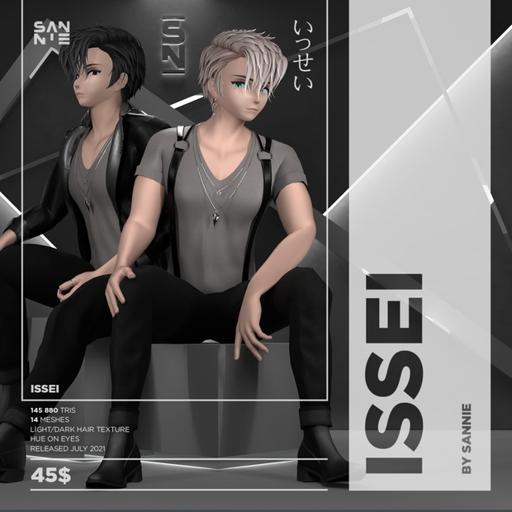 SAN
NIE
SN
いっせい
ISSEI
145 880 TRIS
14 MESHES
LIGHT/DARK HAIR TEXTURE
HUE ON EYES
RELEASED JULY 2021
45$
ISSEI
BY SANNIE